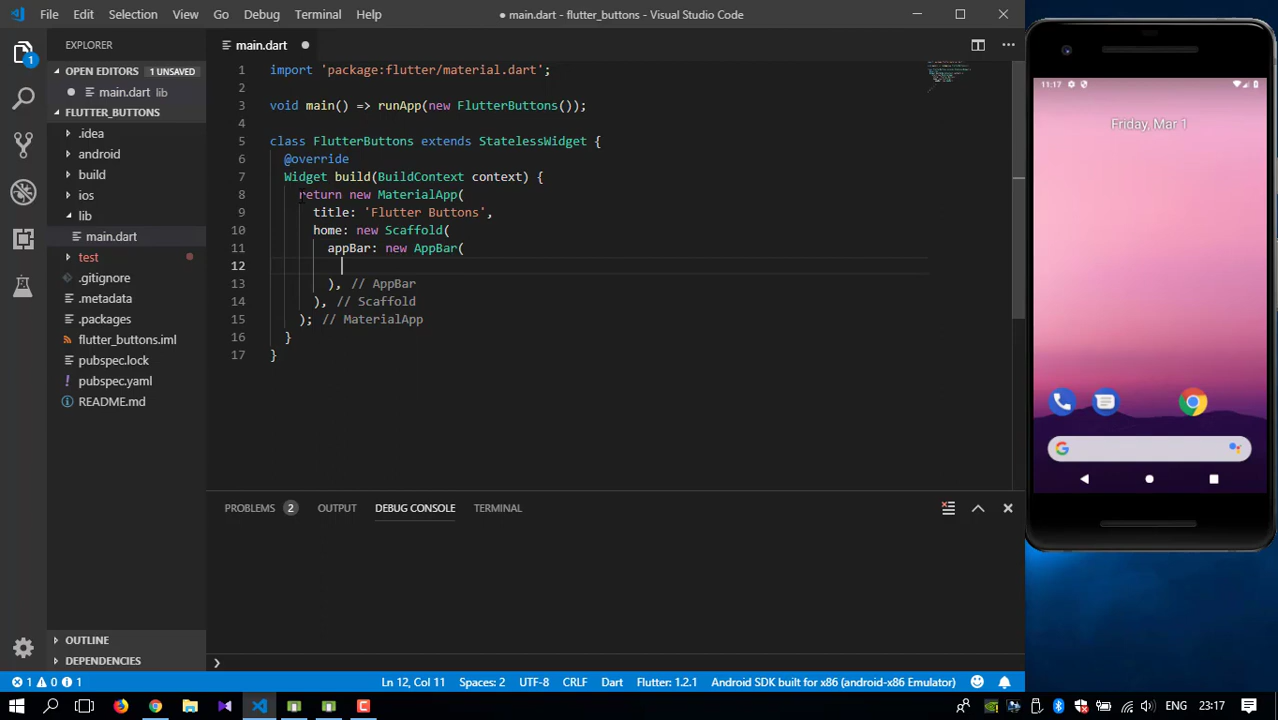 File Edit Selection View Go Debug Terminal Help
● main.dart - flutter_buttons - Visual Studio Code
EXPLORER
OPEN EDITORS 1 UNSAVED
main.dart lib
FLUTTER_BUTTONS
.idea
android
build
ios
lib
main.dart
test
.gitignore
.metadata
.packages
flutter_buttons.iml
pubspec.lock
pubspec.yaml
README.md
OUTLINE
DEPENDENCIES
1
main.dart ●
1 import 'package:flutter/material.dart';
2
3 void main() => runApp(new FlutterButtons());
4
5 class FlutterButtons extends StatelessWidget {
6 @override
7 Widget build(BuildContext context) {
8 return new MaterialApp(
9 title: 'Flutter Buttons',
10 home: new Scaffold(
11 appBar: new AppBar(
12
13 ), // AppBar
14 ), // Scaffold
15 ); // MaterialApp
16 }
17 }
PROBLEMS 2 OUTPUT DEBUG CONSOLE TERMINAL
11:17
Friday, Mar 1
1 0 1
Ln 12, Col 11 Spaces: 2 UTF-8 CRLF Dart Flutter: 1.2.1 Android SDK built for x86 (android-x86 Emulator)
ENG 23:17